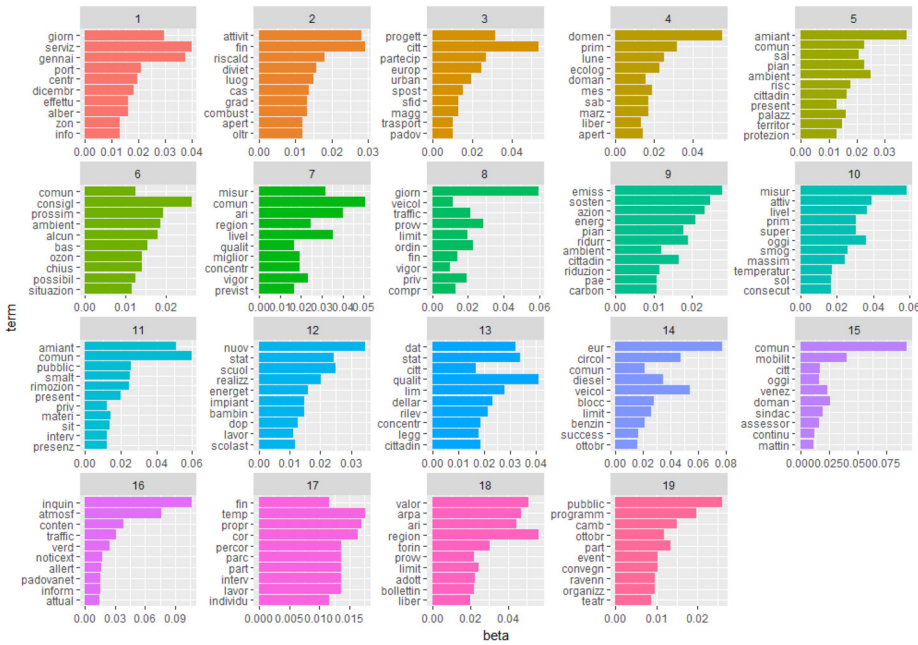 term
1
giorn
serviz
gennai
port
centr
dicembr
effettu
alber
zon
info
0.00 0.01 0.02 0.03 0.04
2
attivit
fin
riscald
diviet
luog
cas
grad
combust
apert
oltr
0.00 0.01 0.02 0.03
3
progett
citt
partecip
europ
urban
spost
sfid
magg
trasport
padov
0.00 0.02 0.04
4
domen
prim
lune
ecolog
doman
mes
sab
marz
liber
apert
0.00 0.02 0.04
5
amiant
comun
sal
pian
ambient
risc
cittadin
present
palazz
territor
protezion
0.00 0.01 0.02 0.03
6
comun
consigl
prossim
ambient
alcun
bas
ozon
chius
possibil
situazion
0.00 0.01 0.02
7
misur
comun
ari
region
livel
qualit
miglior
concentr
vigor
previst
0.00 0.01 0.02 0.03 0.04 0.05
8
giorn
veicol
traffic
provv
limit
ordin
fin
vigor
priv
compr
0.00 0.02 0.04 0.06
9
emiss
sosten
azion
energ
pian
ridurr
ambient
cittadin
riduzion
pae
carbon
0.00 0.01 0.02
10
misur
attiv
livel
prim
super
oggi
smog
massim
temperatur
sol
consecut
0.00 0.02 0.04 0.06
11
amiant
comun
pubblic
smalt
rimozion
present
priv
materi
sit
interv
presenz
0.00 0.02 0.04 0.06
12
nuov
stat
scuol
realizz
energet
impiant
bambin
dop
lavor
scolast
0.00 0.01 0.02 0.03
13
dat
stat
citt
qualit
lim
dellar
rilev
concentr
legg
cittadin
0.00 0.01 0.02 0.03 0.04
14
eur
circol
comun
diesel
veicol
blocc
limit
benzin
success
ottobr
0.00 0.02 0.04 0.06 0.08
15
comun
mobilit
citt
oggi
venez
doman
sindac
assessor
continu
mattin
0.000 0.025 0.050 0.075
16
inquin
atmosf
conten
traffic
verd
noticext
allert
padovanet
inform
attual
0.00 0.03 0.06 0.09
17
fin
temp
propr
cor
percor
parc
part
interv
lavor
individu
0.000 0.005 0.010 0.015
18
valor
arpa
ari
region
torin
provv
limit
adott
bollettin
liber
0.00 0.02 0.04
19
pubblic
programm
camb
ottobr
part
event
convegn
ravenn
organizz
teatr
0.00 0.01 0.02
beta